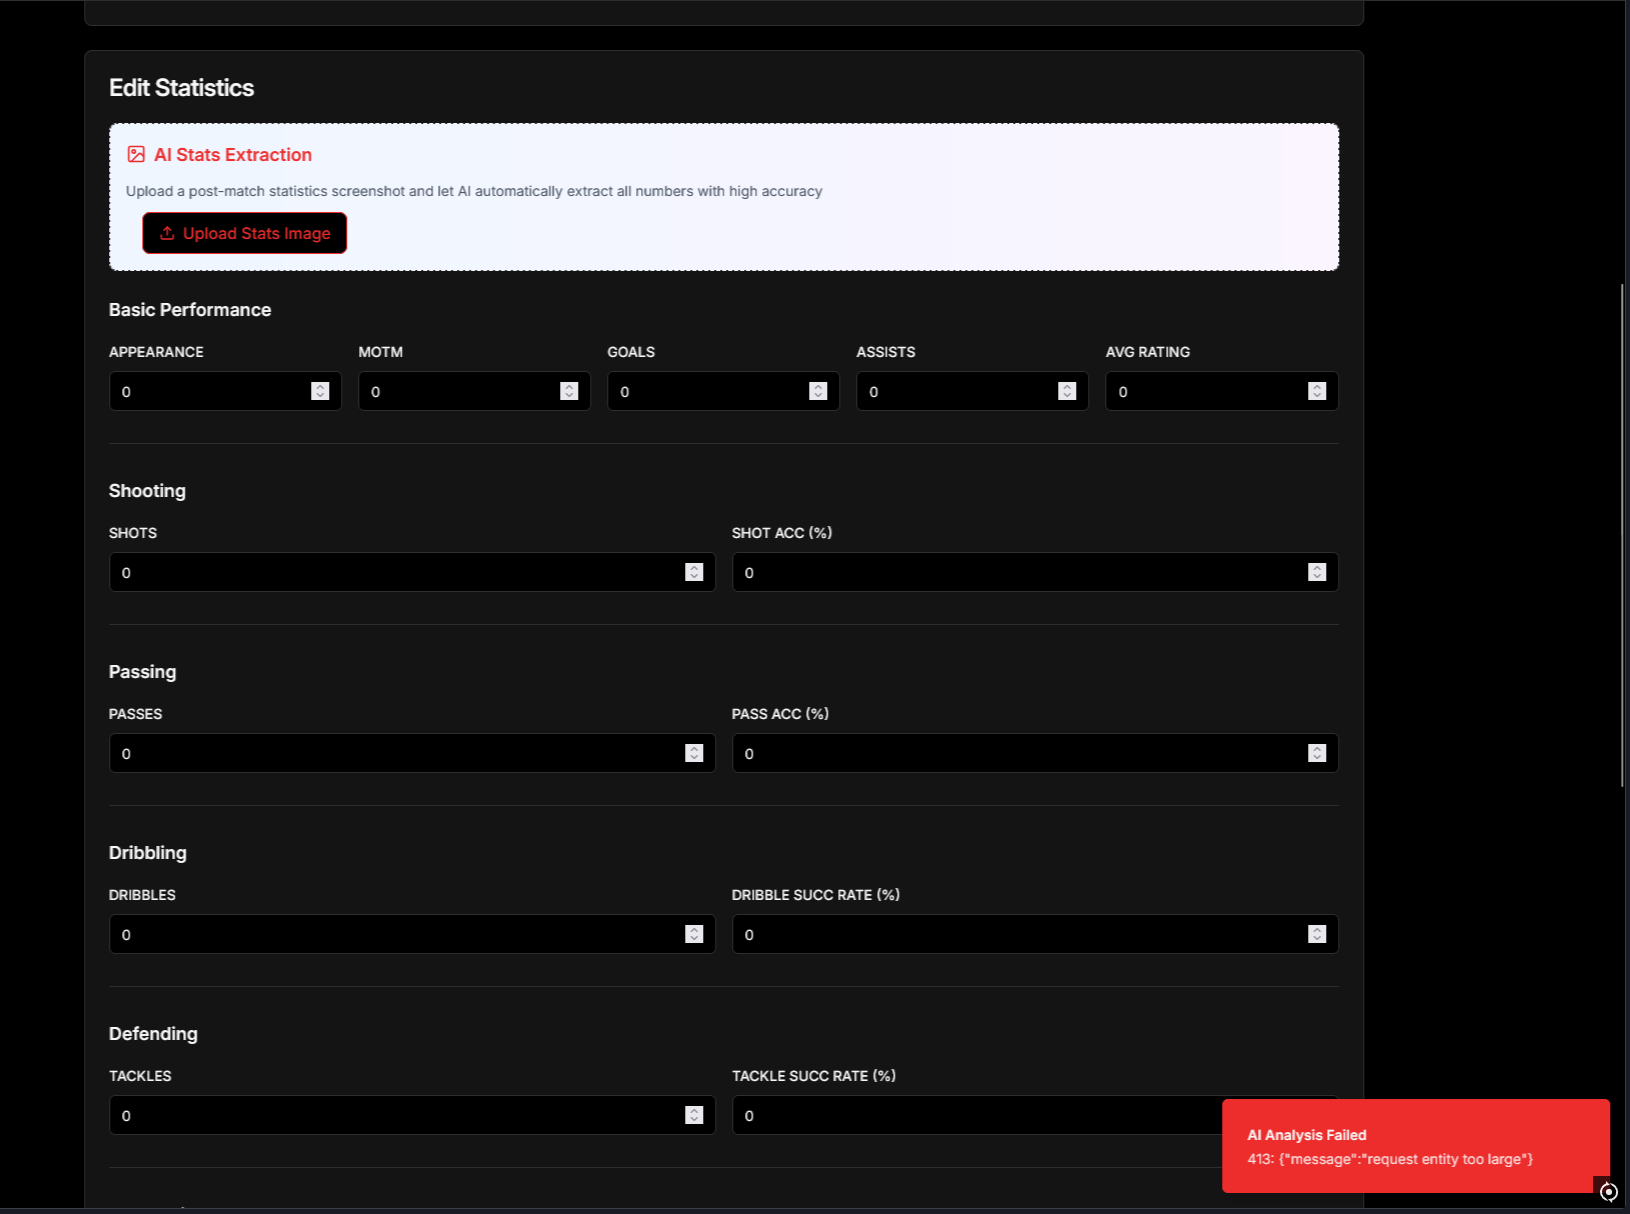 Edit Statistics
AI Stats Extraction
Upload a post-match statistics screenshot and let AI automatically extract all numbers with high accuracy
Upload Stats Image
Basic Performance
APPEARANCE MOTM GOALS ASSISTS AVG RATING
0 0 0 0 0
Shooting
SHOTS SHOT ACC (%)
0 0
Passing
PASSES PASS ACC (%)
0 0
Dribbling
DRIBBLES DRIBBLE SUCC RATE (%)
0 0
Defending
TACKLES TACKLE SUCC RATE (%)
0 0
AI Analysis Failed
413: {"message":"request entity too large"}